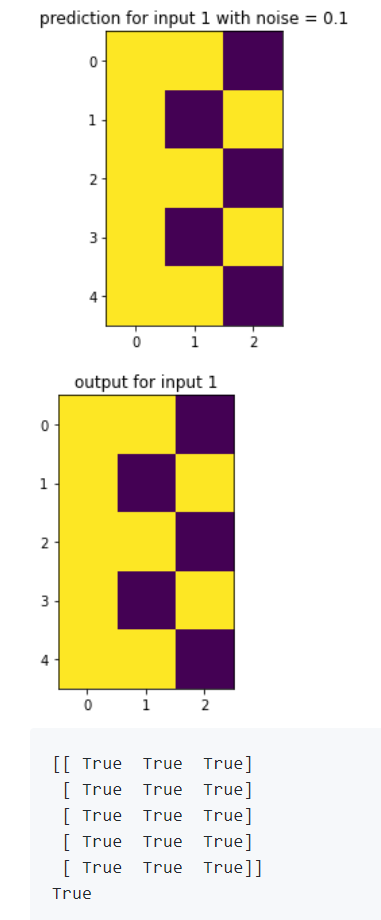 prediction for input 1 with noise = 0.1
0
1
2
3
4
0 1 2
output for input 1
0
1
2
3
4
0 1 2
[[ True  True  True]
 [ True  True  True]
 [ True  True  True]
 [ True  True  True]
 [ True  True  True]]
True